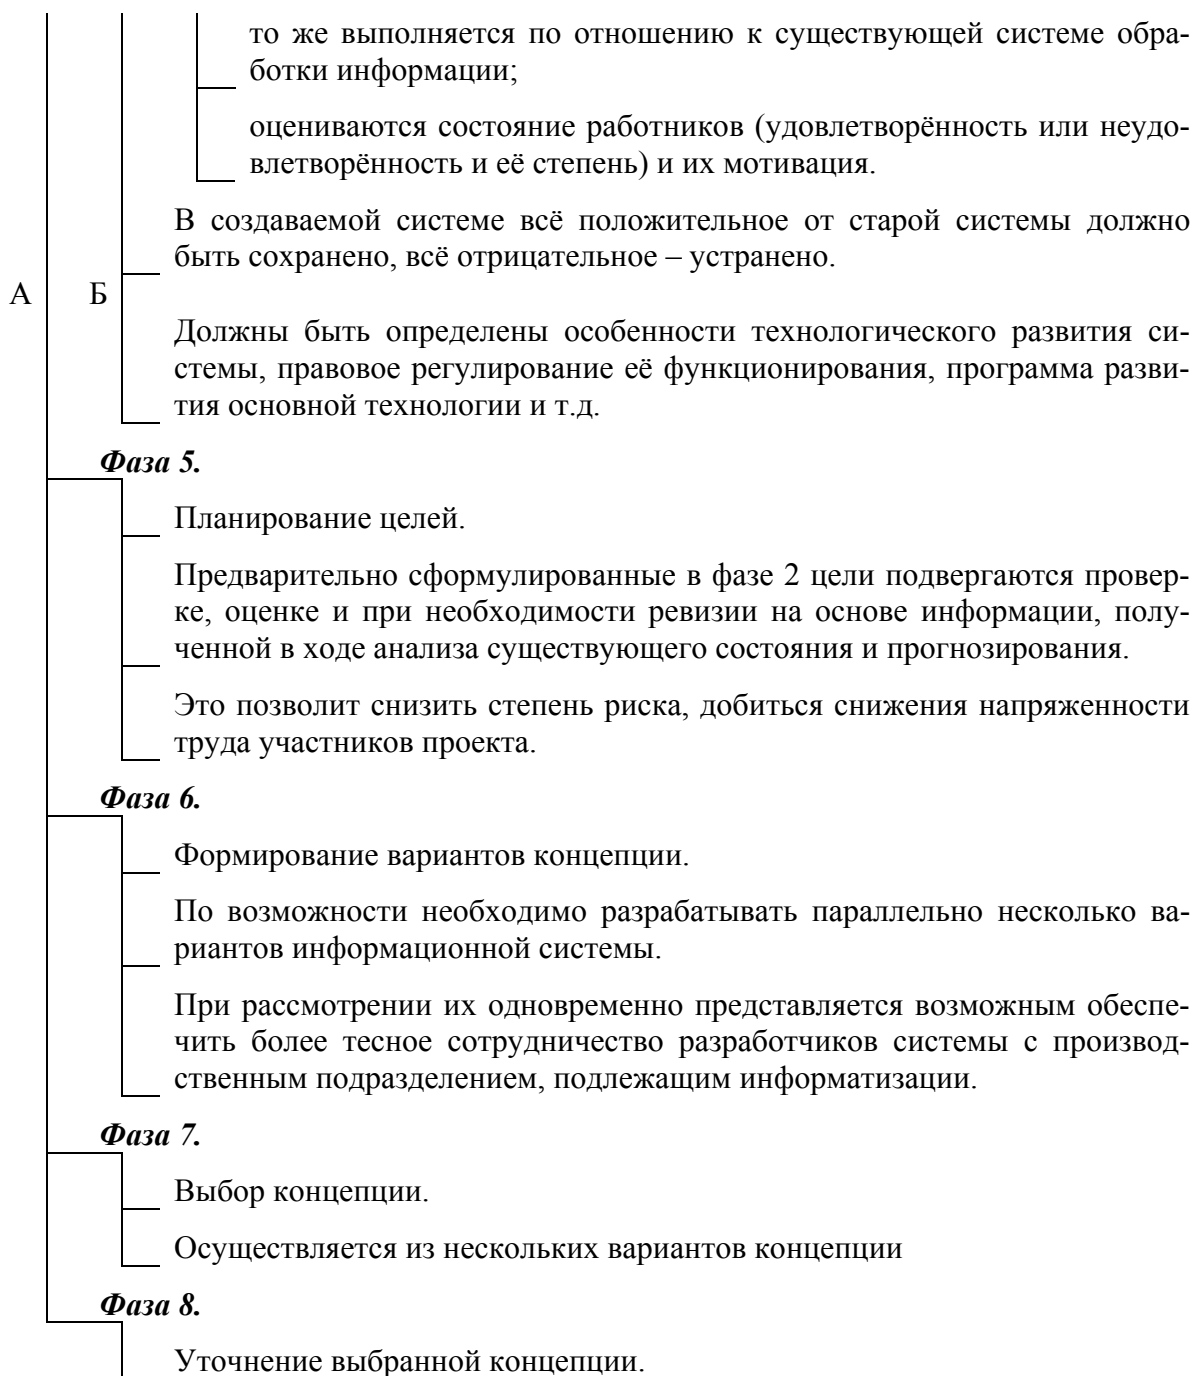 то же выполняется по отношению к существующей системе обра-
ботки информации;
оцениваются состояние работников (удовлетворённость или неудо-
влетворённость и её степень) и их мотивация.
В создаваемой системе всё положительное от старой системы должно
быть сохранено, всё отрицательное – устранено.
А Б
Должны быть определены особенности технологического развития си-
стемы, правовое регулирование её функционирования, программа разви-
тия основной технологии и т.д.
Фаза 5.
Планирование целей.
Предварительно сформулированные в фазе 2 цели подвергаются провер-
ке, оценке и при необходимости ревизии на основе информации, полу-
ченной в ходе анализа существующего состояния и прогнозирования.
Это позволит снизить степень риска, добиться снижения напряженности
труда участников проекта.
Фаза 6.
Формирование вариантов концепции.
По возможности необходимо разрабатывать параллельно несколько ва-
риантов информационной системы.
При рассмотрении их одновременно представляется возможным обеспе-
чить более тесное сотрудничество разработчиков системы с производ-
ственным подразделением, подлежащим информатизации.
Фаза 7.
Выбор концепции.
Осуществляется из нескольких вариантов концепции
Фаза 8.
Уточнение выбранной концепции.